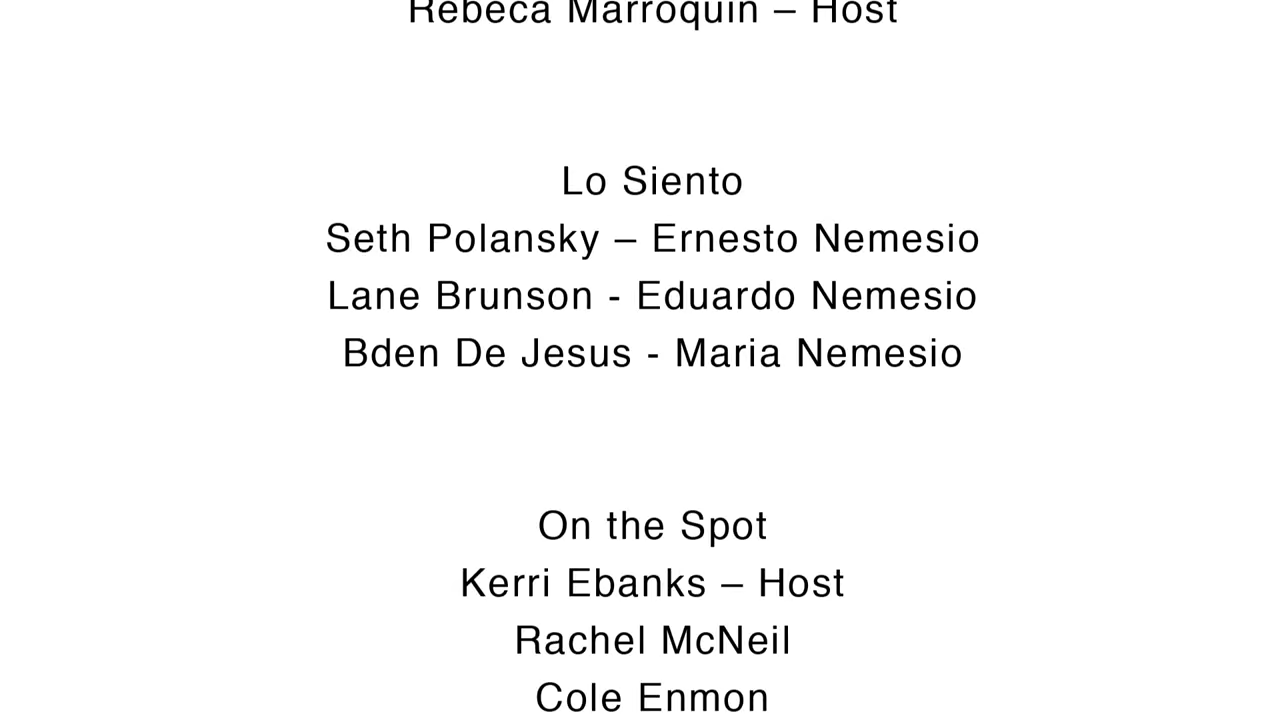 Rebeca Marroquin – Host
Lo Siento
Seth Polansky – Ernesto Nemesio
Lane Brunson - Eduardo Nemesio
Bden De Jesus - Maria Nemesio
On the Spot
Kerri Ebanks – Host
Rachel McNeil
Cole Enmon